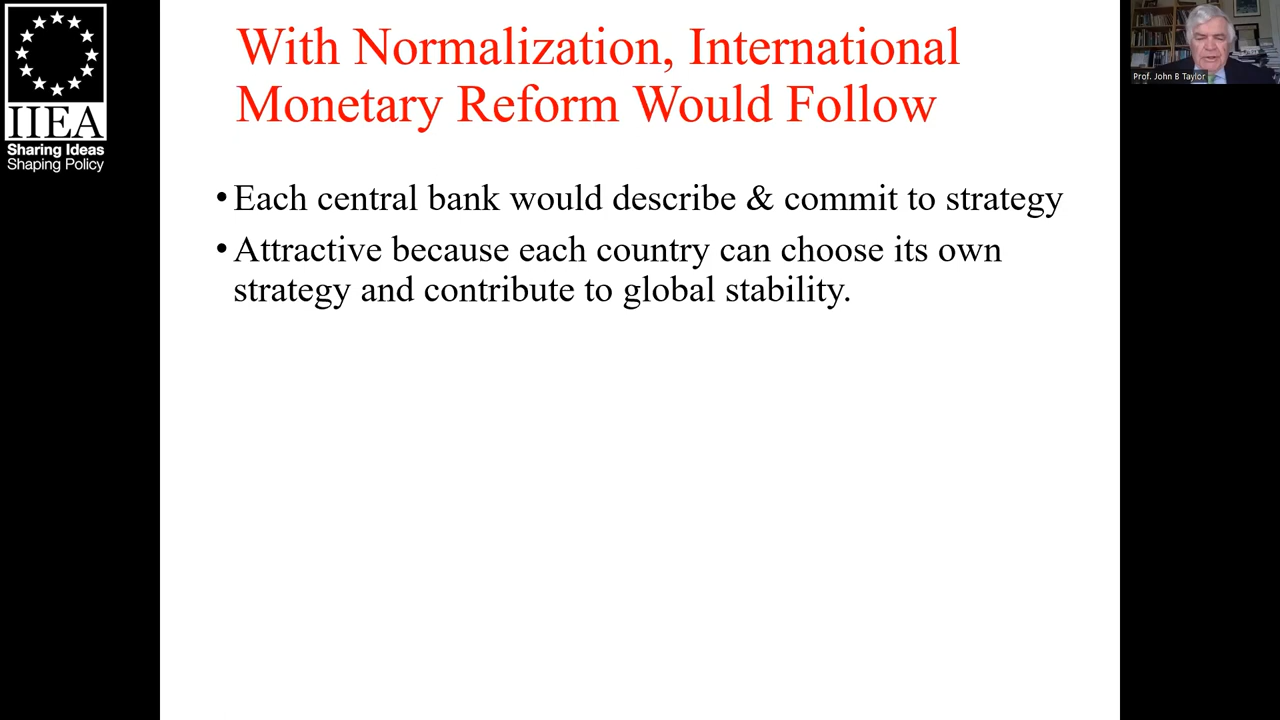 IIEA
Sharing Ideas
Shaping Policy
With Normalization, International
Monetary Reform Would Follow
• Each central bank would describe & commit to strategy
• Attractive because each country can choose its own
strategy and contribute to global stability.
Prof. John B Taylor